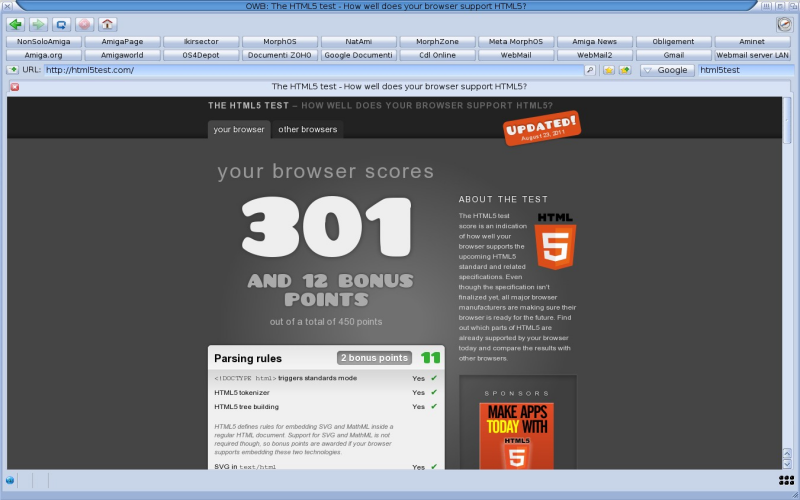 OWB: The HTML5 test - How well does your browser support HTML5?
NonSoloAmiga AmigaPage Ikirsector MorphOS NatAmi MorphZone Meta MorphOS Amiga News Obligement Aminet
Amiga.org Amigaworld OS4Depot Documenti ZOHO Google Documenti Cdl Online WebMail WebMail2 Gmail Webmail server LAN
URL: http://html5test.com/ Google html5test
The HTML5 test - How well does your browser support HTML5?
THE HTML5 TEST – HOW WELL DOES YOUR BROWSER SUPPORT HTML5?
your browser other browsers
UPDATED!
August 23, 2011
your browser scores
301
AND 12 BONUS
POINTS
out of a total of 450 points
ABOUT THE TEST
The HTML5 test
score is an indication
of how well your
browser supports the
upcoming HTML5
standard and related
specifications. Even
though the specification isn't
finalized yet, all major browser
manufacturers are making sure their
browser is ready for the future. Find
out which parts of HTML5 are
already supported by your browser
today and compare the results with
other browsers.
HTML
5
Parsing rules 2 bonus points 11
<!DOCTYPE html> triggers standards mode Yes ✔
HTML5 tokenizer Yes ✔
HTML5 tree building Yes ✔
HTML5 defines rules for embedding SVG and MathML inside a
regular HTML document. Support for SVG and MathML is not
required though, so bonus points are awarded if your browser
supports embedding these two technologies.
SVG in text/html Yes ✔
SPONSORS
MAKE APPS
TODAY WITH
HTML5
5